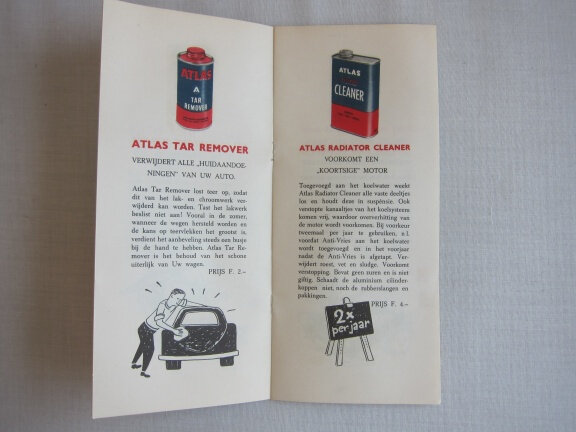 ATLAS
A
TAR
REMOVER
ATLAS TAR REMOVER
VERWIJDERT ALLE „HUIDAANDOE-
NINGEN” VAN UW AUTO.
Atlas Tar Remover lost teer op, zodat
dit van het lak- en chroomwerk ver-
wijderd kan worden. Tast het lakwerk
beslist niet aan! Vooral in de zomer,
wanneer de wegen hersteld worden en
de kans op teervlekken het grootst is,
verdient het aanbeveling steeds een busje
bij de hand te hebben. Atlas Tar Re-
mover is het behoud van het schone
uiterlijk van Uw wagen.
PRIJS F. 2.–
ATLAS
CLEANER
ATLAS RADIATOR CLEANER
VOORKOMT EEN
„KOORTSIGE” MOTOR
Toegevoegd aan het koelwater weekt
Atlas Radiator Cleaner alle vaste deeltjes
los en houdt deze in suspensie. Ook
verstopte kanaaltjes van het koelsysteem
komen vrij, waardoor oververhitting van
de motor wordt voorkomen. Bij voorkeur
tweemaal per jaar te gebruiken, n.l.
voordat Anti-Vries aan het koelwater
wordt toegevoegd en in het voorjaar
nadat de Anti-Vries is afgetapt. Ver-
wijdert roest, vet en sludge. Voorkomt
verstopping. Bevat geen zuren en is niet
giftig. Schaadt de aluminium cilinder-
koppen niet, noch de rubberslangen en
pakkingen.
PRIJS F. 4.–
2x
per jaar